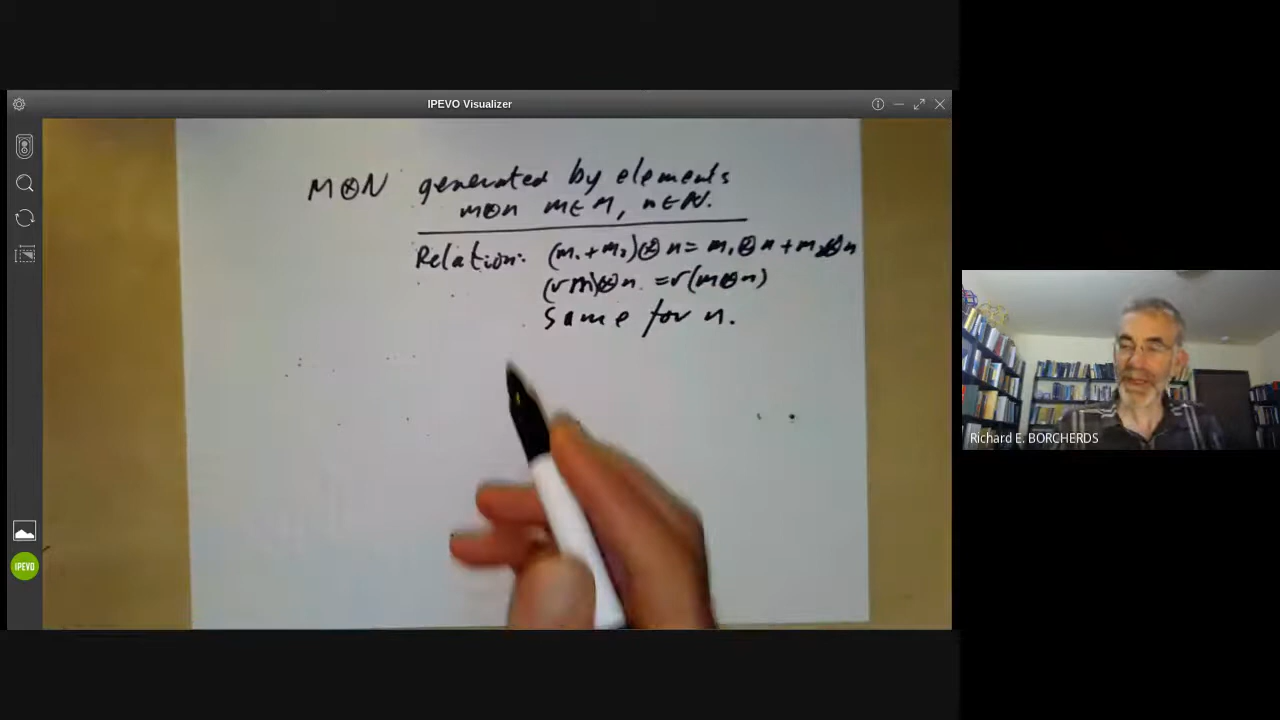 IPEVO Visualizer
M⊗N generated by elements
m⊗n m∈M, n∈N.
Relation: (m₁+m₂)⊗n = m₁⊗n + m₂⊗n
(rm)⊗n = r(m⊗n)
Same for n.
Richard E. BORCHERDS
IPEVO